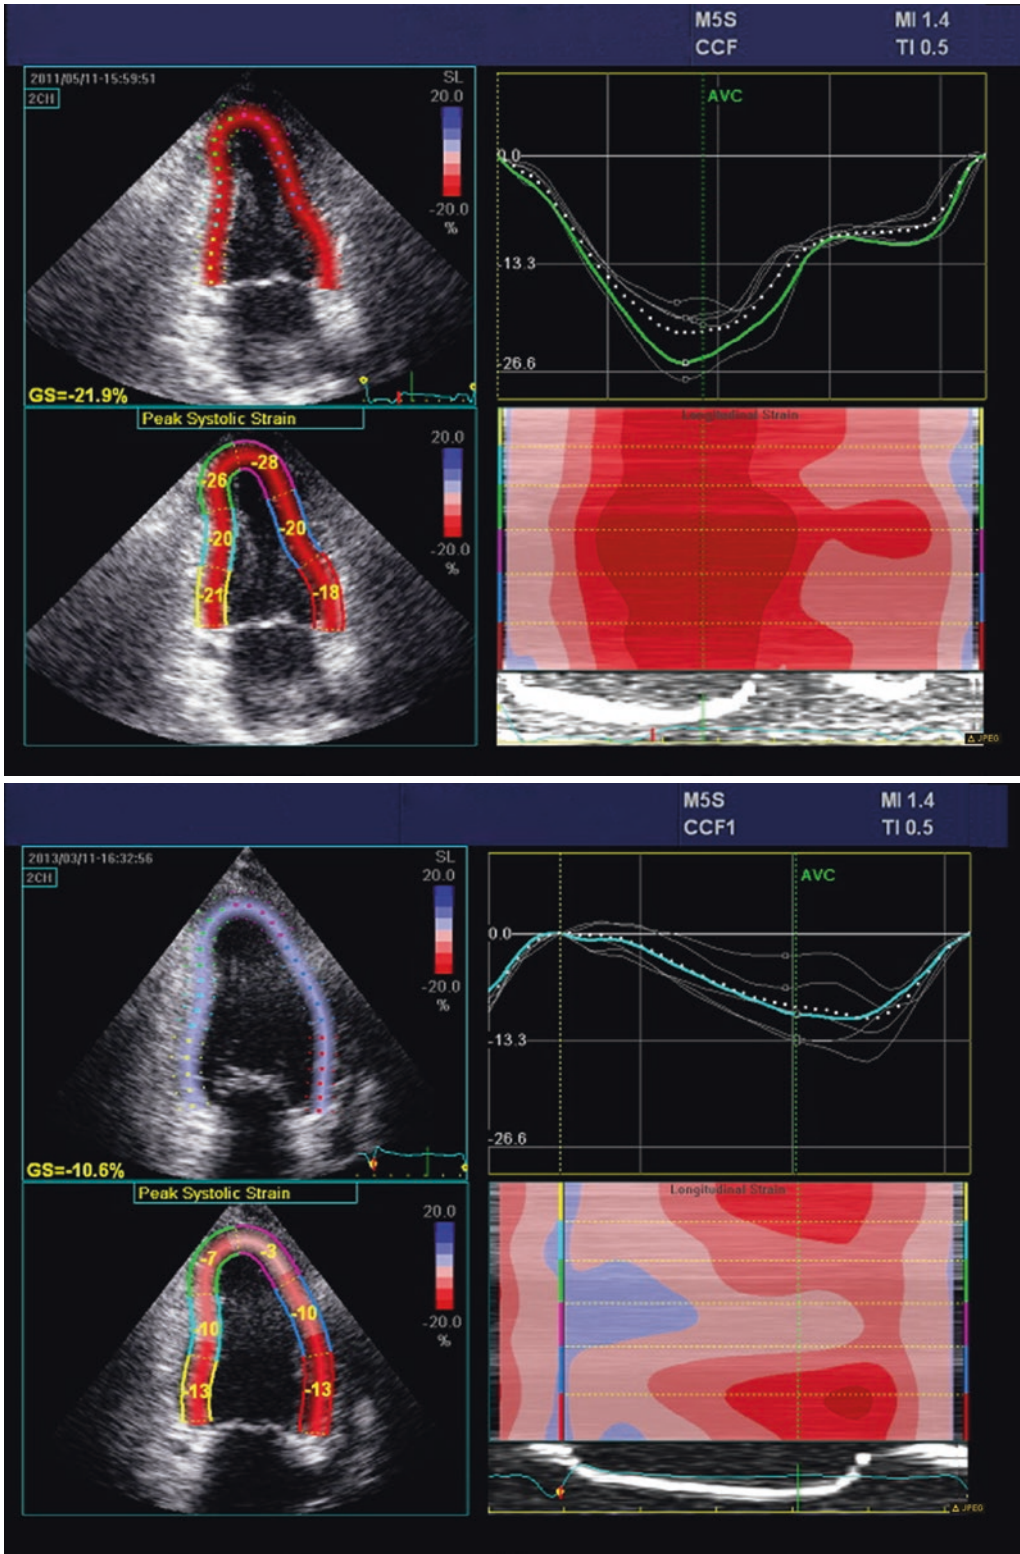 M5S MI 1.4
CCF TI 0.5
2011/05/11-15:59:51
2CH
SL
20.0
-20.0
%
GS=-21.9%
AVC
0.0
-13.3
-26.6
Peak Systolic Strain
20.0
-20.0
%
-26
-28
-20
-20
-21
-18
Longitudinal Strain
JPEG
M5S MI 1.4
CCF1 TI 0.5
2013/03/11-16:32:56
2CH
SL
20.0
-20.0
%
GS=-10.6%
AVC
0.0
-13.3
-26.6
Peak Systolic Strain
20.0
-20.0
%
-7
-3
-10
-10
-13
-13
Longitudinal Strain
JPEG